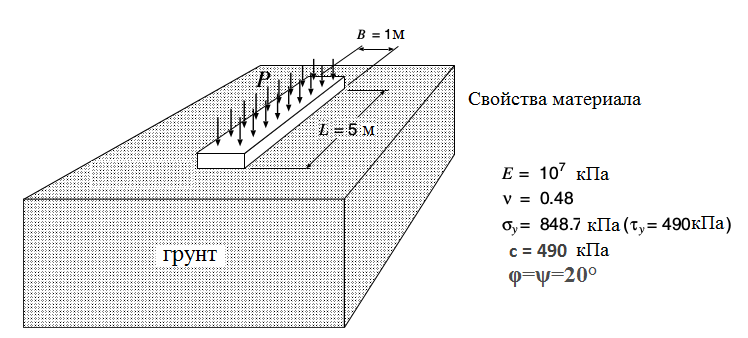 B = 1м
P
L = 5 м
Свойства материала
E = 10⁷ кПа
ν = 0.48
σy = 848.7 кПа (τy = 490кПа)
c = 490 кПа
φ=ψ=20°
грунт